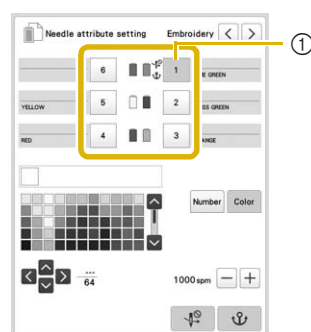 Needle attribute setting Embroidery < >
①
6 1 E GREEN
YELLOW 5 2 SS GREEN
RED 4 3 ANGE
Number Color
--- 
64
1000 spm - +